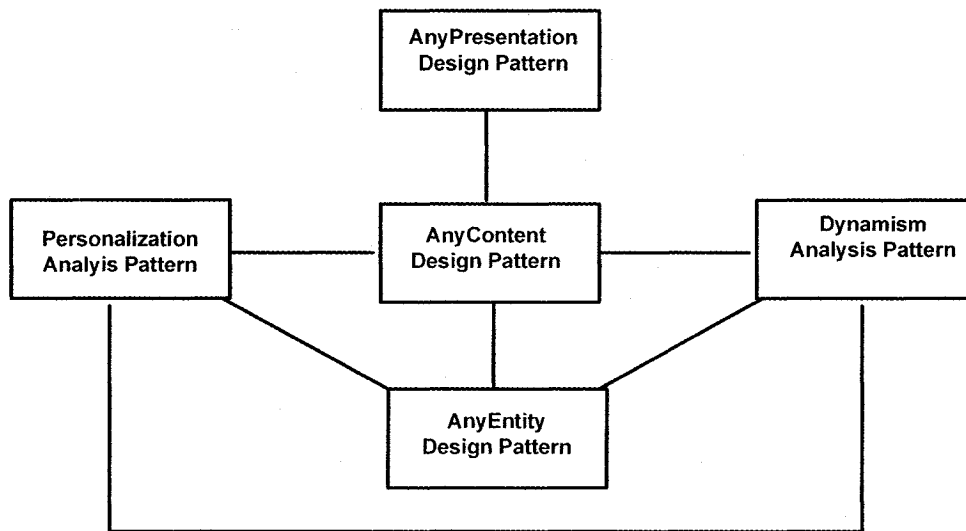 AnyPresentation
Design Pattern
Personalization
Analyis Pattern
AnyContent
Design Pattern
Dynamism
Analysis Pattern
AnyEntity
Design Pattern